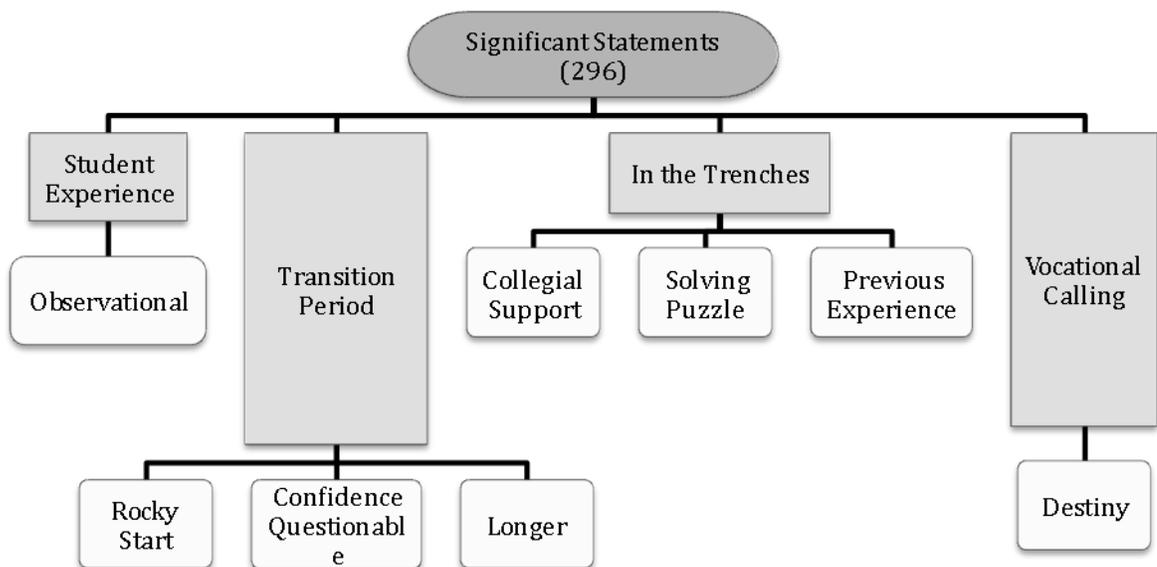 Significant Statements
(296)
Student
Experience
Observational
Transition
Period
Rocky
Start
Confidence
Questionabl
e
Longer
In the Trenches
Collegial
Support
Solving
Puzzle
Previous
Experience
Vocational
Calling
Destiny